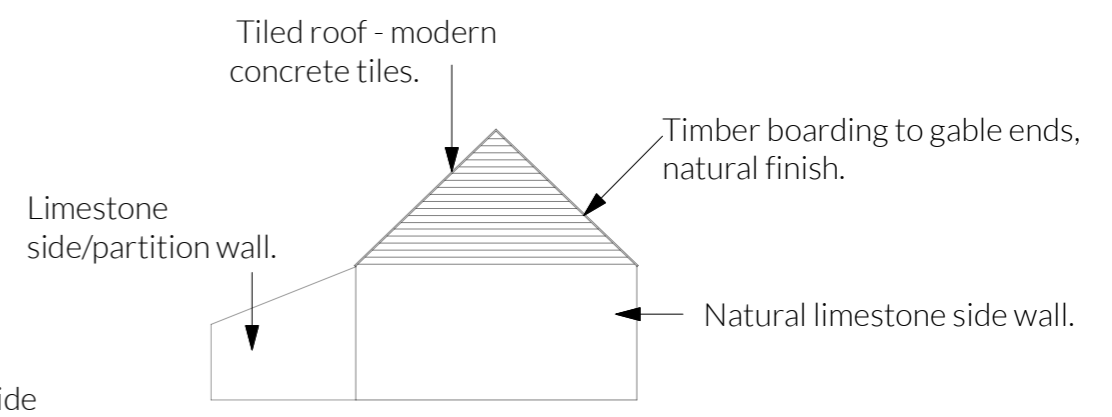 Tiled roof - modern
concrete tiles.
Timber boarding to gable ends,
natural finish.
Limestone
side/partition wall.
Natural limestone side wall.
ide